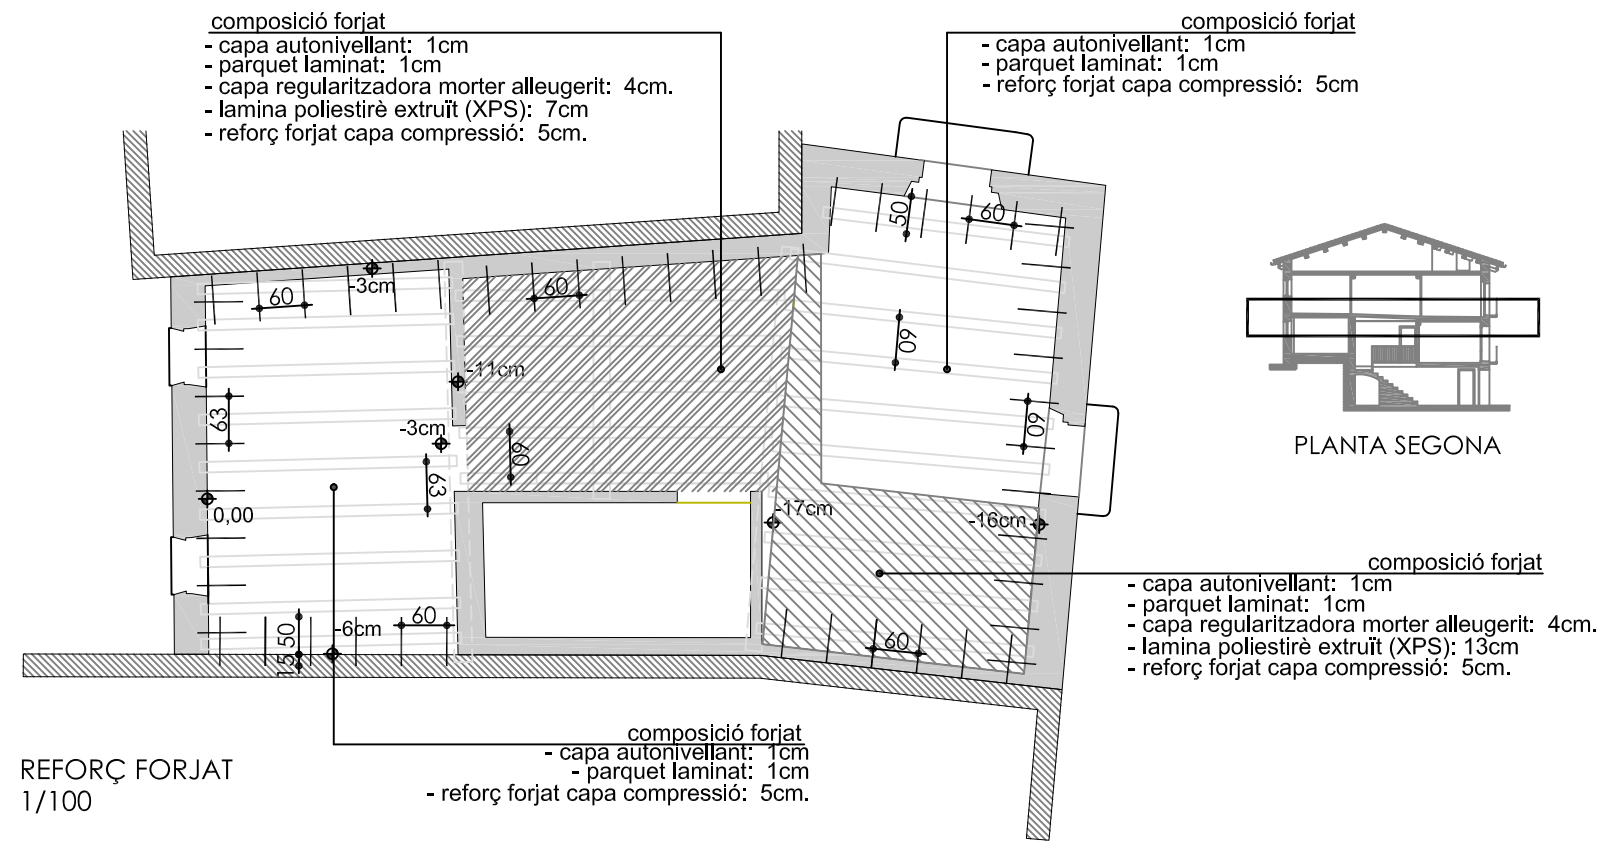 composició forjat
- capa autonivellant: 1cm
- parquet laminat: 1cm
- capa regularitzadora morter alleugerit: 4cm.
- lamina poliestirè extruït (XPS): 7cm
- reforç forjat capa compressió: 5cm.
composició forjat
- capa autonivellant: 1cm
- parquet laminat: 1cm
- reforç forjat capa compressió: 5cm
50
60
-3cm
60
60
60
-11cm
63
-3cm
60
60
63
PLANTA SEGONA
0,00
-17cm
-16cm
composició forjat
- capa autonivellant: 1cm
- parquet laminat: 1cm
- capa regularitzadora morter alleugerit: 4cm.
- lamina poliestirè extruït (XPS): 13cm
- reforç forjat capa compressió: 5cm.
60
50
-6cm
60
15
composició forjat
- capa autonivellant: 1cm
- parquet laminat: 1cm
- reforç forjat capa compressió: 5cm.
REFORÇ FORJAT
1/100